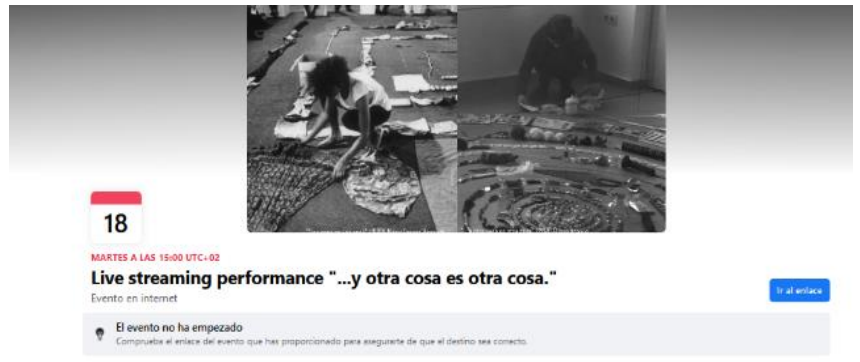 18
MARTES A LAS 15:00 UTC+02
Live streaming performance "...y otra cosa es otra cosa."
Evento en internet
Ir al enlace
El evento no ha empezado
Comprueba el enlace del evento que has proporcionado para asegurarte de que el destino sea correcto.